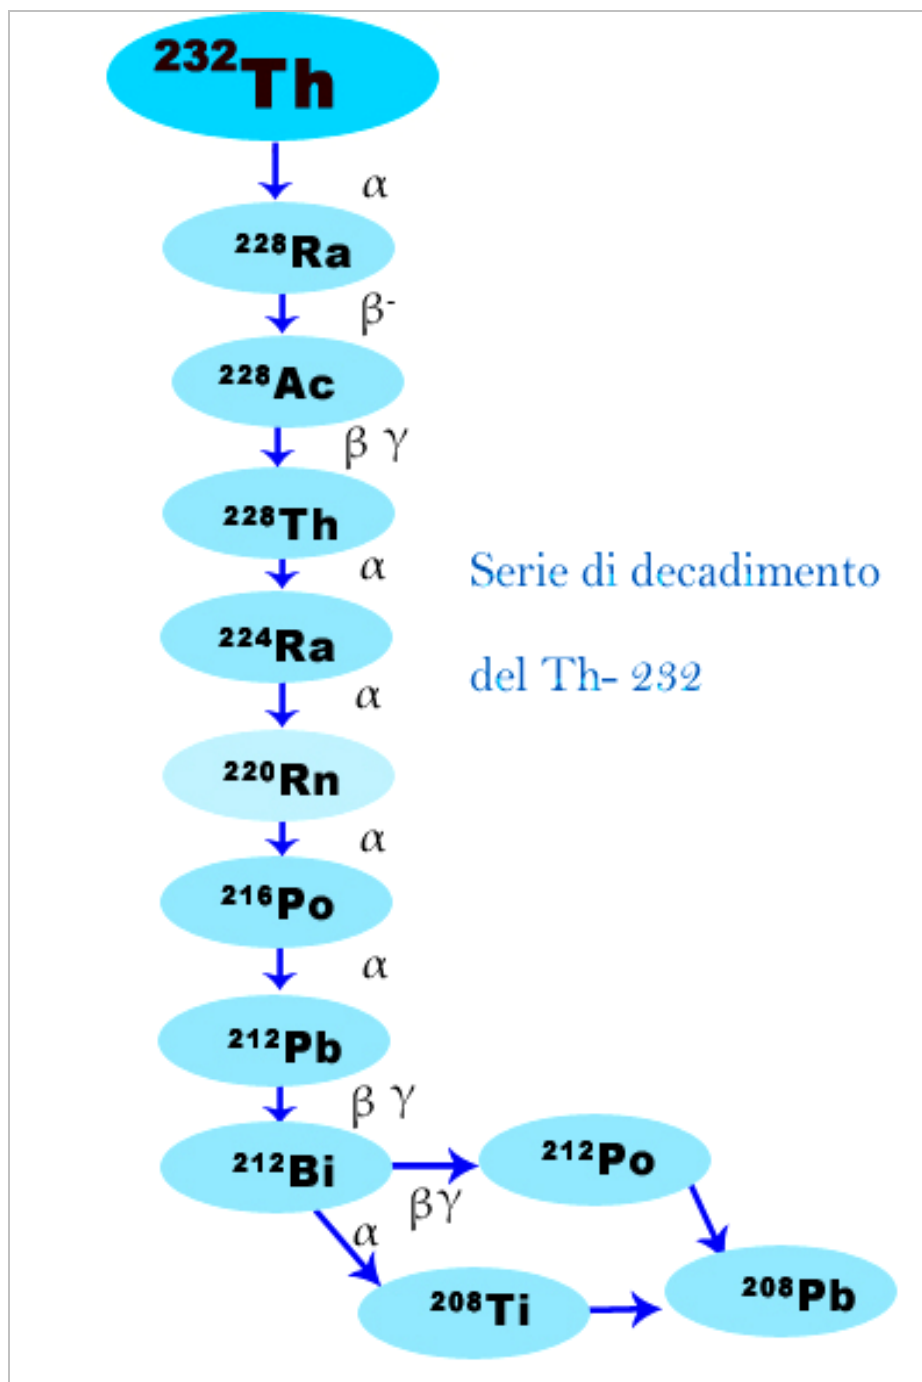 ²³²Th
α
²²⁸Ra
β⁻
²²⁸Ac
β γ
²²⁸Th
α
Serie di decadimento
²²⁴Ra
del Th- 232
α
²²⁰Rn
α
²¹⁶Po
α
²¹²Pb
β γ
²¹²Bi
²¹²Po
βγ
α
²⁰⁸Ti
²⁰⁸Pb